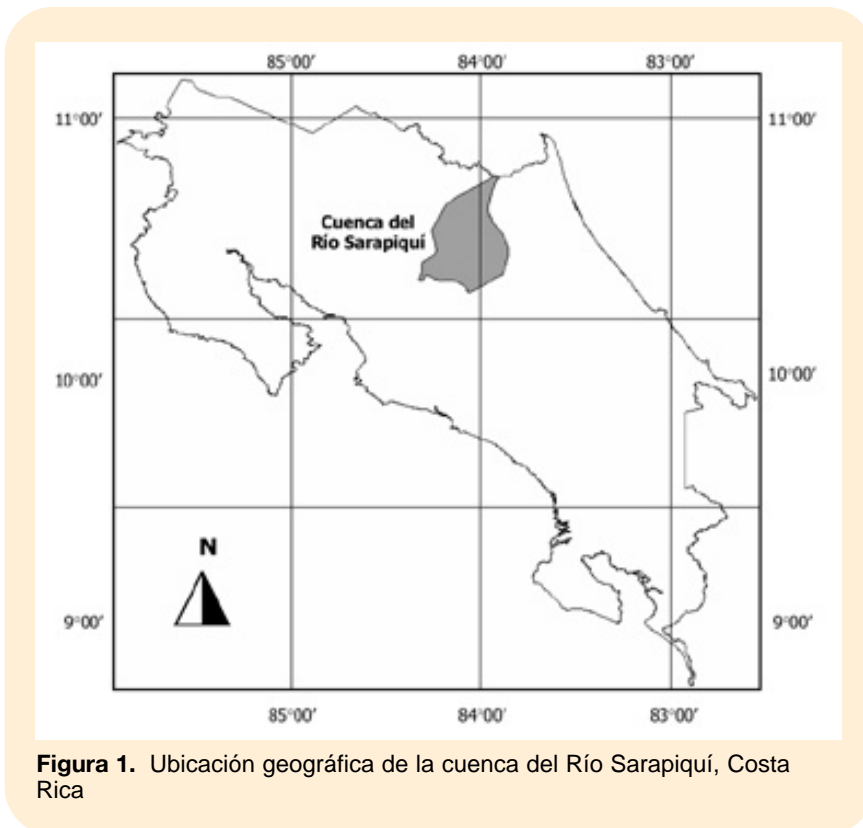 85°00' 84°00' 83°00'
11°00' 11°00'
Cuenca del
Río Sarapiquí
10°00' 10°00'
N
9°00' 9°00'
85°00' 84°00' 83°00'
Figura 1. Ubicación geográfica de la cuenca del Río Sarapiquí, Costa
Rica